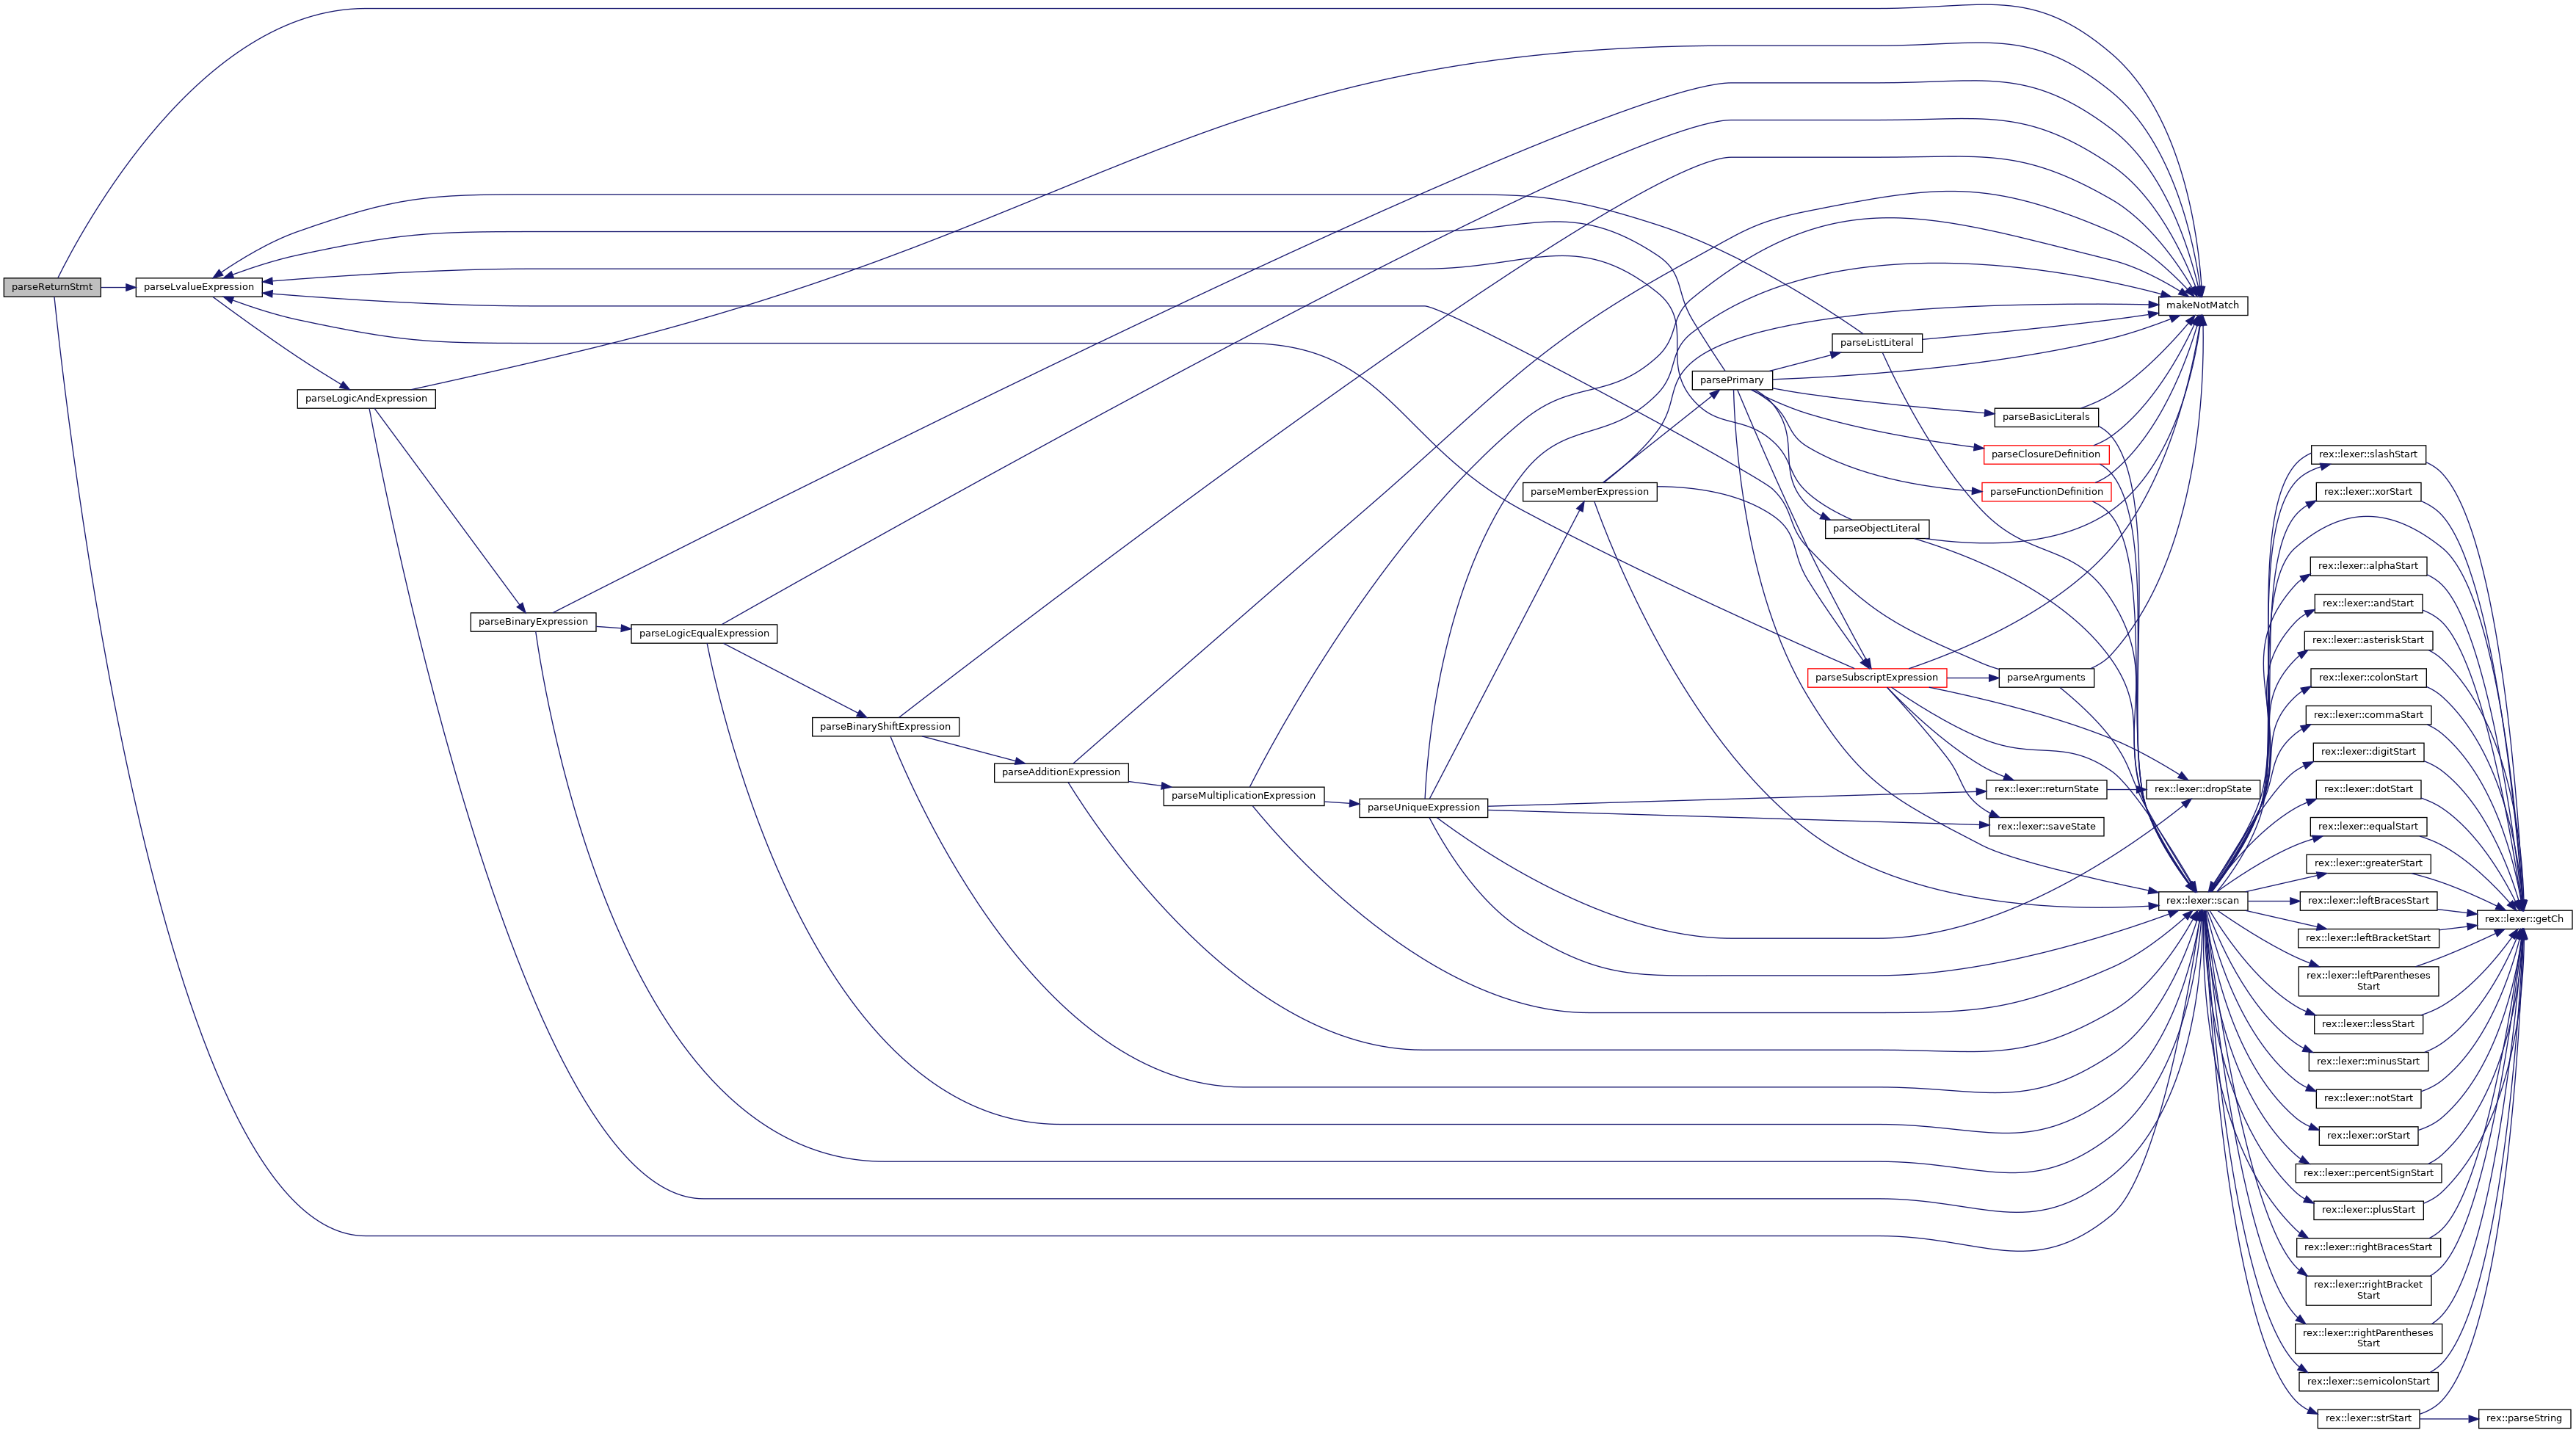 parseReturnStmt
parseLvalueExpression
parseLogicAndExpression
parseBinaryExpression
parseLogicEqualExpression
parseBinaryShiftExpression
parseAdditionExpression
parseMultiplicationExpression
parseUniqueExpression
parseMemberExpression
parsePrimary
parseListLiteral
parseObjectLiteral
parseSubscriptExpression
parseBasicLiterals
parseClosureDefinition
parseFunctionDefinition
parseArguments
rex::lexer::returnState
rex::lexer::saveState
makeNotMatch
rex::lexer::dropState
rex::lexer::scan
rex::lexer::slashStart
rex::lexer::xorStart
rex::lexer::alphaStart
rex::lexer::andStart
rex::lexer::asteriskStart
rex::lexer::colonStart
rex::lexer::commaStart
rex::lexer::digitStart
rex::lexer::dotStart
rex::lexer::equalStart
rex::lexer::greaterStart
rex::lexer::leftBracesStart
rex::lexer::leftBracketStart
rex::lexer::leftParentheses
Start
rex::lexer::lessStart
rex::lexer::minusStart
rex::lexer::notStart
rex::lexer::orStart
rex::lexer::percentSignStart
rex::lexer::plusStart
rex::lexer::rightBracesStart
rex::lexer::rightBracket
Start
rex::lexer::rightParentheses
Start
rex::lexer::semicolonStart
rex::lexer::strStart
rex::lexer::getCh
rex::parseString